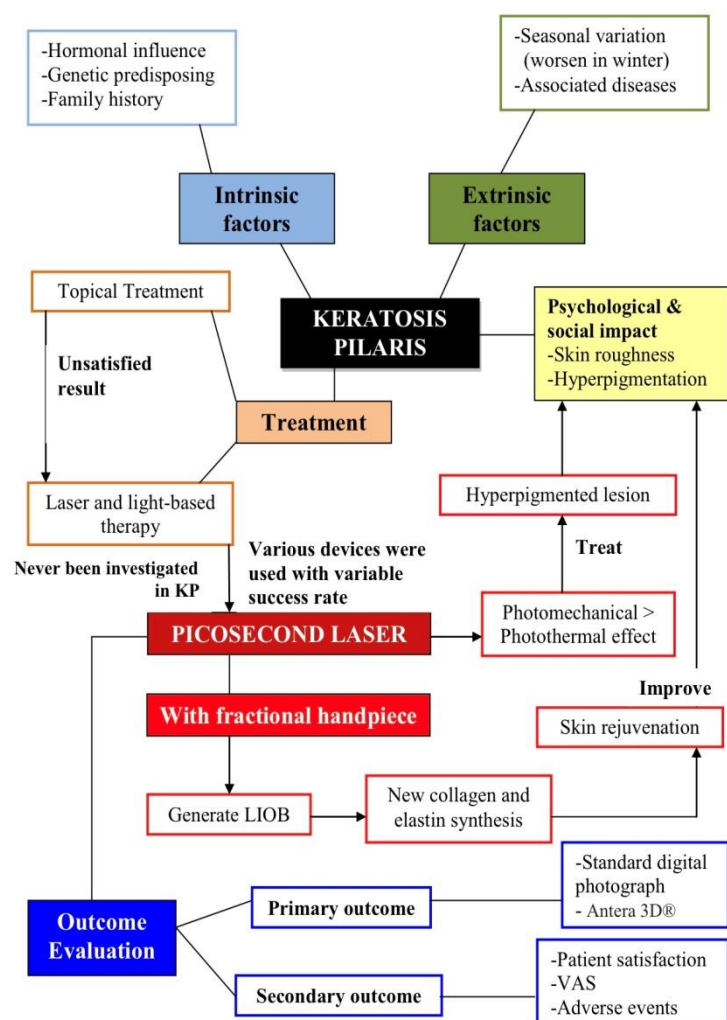 -Hormonal influence
-Genetic predisposing
-Family history
-Seasonal variation
(worsen in winter)
-Associated diseases
Intrinsic
factors
Extrinsic
factors
Topical Treatment
KERATOSIS
PILARIS
Psychological &
social impact
-Skin roughness
-Hyperpigmentation
Unsatisfied
result
Treatment
Laser and light-based
therapy
Hyperpigmented lesion
Never been investigated
in KP
Various devices were
used with variable
success rate
Treat
PICOSECOND LASER
Photomechanical >
Photothermal effect
With fractional handpiece
Improve
Skin rejuvenation
Generate LIOB
New collagen and
elastin synthesis
Outcome
Evaluation
Primary outcome
-Standard digital
photograph
- Antera 3D®
Secondary outcome
-Patient satisfaction
-VAS
-Adverse events